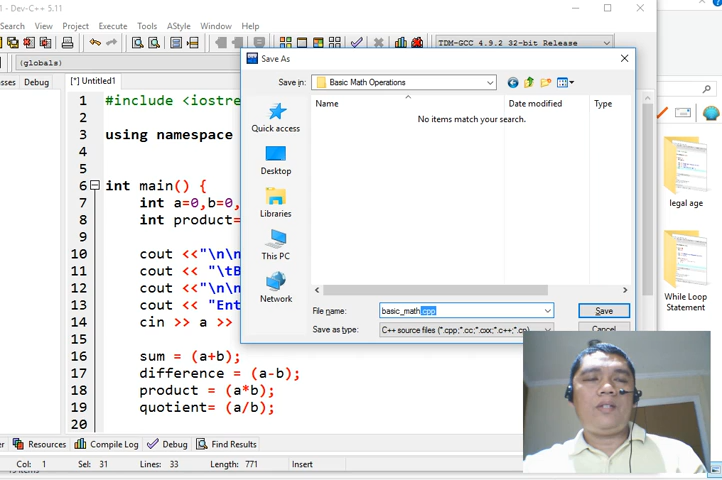 1 - Dev-C++ 5.11
Search View Project Execute Tools AStyle Window
TDM-GCC 4.9.2 32-bit Release
(globals)
Debug
[*] Untitled1
1 #include <iostre
2
3 using namespace
4
5
6 int main() {
7 int a=0,b=0,
8 int product=
9
10 cout <<"\n\n
11 cout << "\tB
12 cout <<"\n\n
13 cout << "Ent
14 cin >> a >>
15
16 sum = (a+b);
17 difference = (a-b);
18 product = (a*b);
19 quotient= (a/b);
20
Resources Compile Log Debug Find Results
Col: 1 Sel: 31 Lines: 33 Length: 771 Insert
Save As
Save in: Basic Math Operations
Name Date modified Type
No items match your search.
Quick access
Desktop
Libraries
This PC
Network
File name: basic_math.cpp
Save
Save as type: C++ source files (*.cpp;*.cc;*.cxx;*.c++;*.cp)
Cancel
legal age
While Loop
Statement